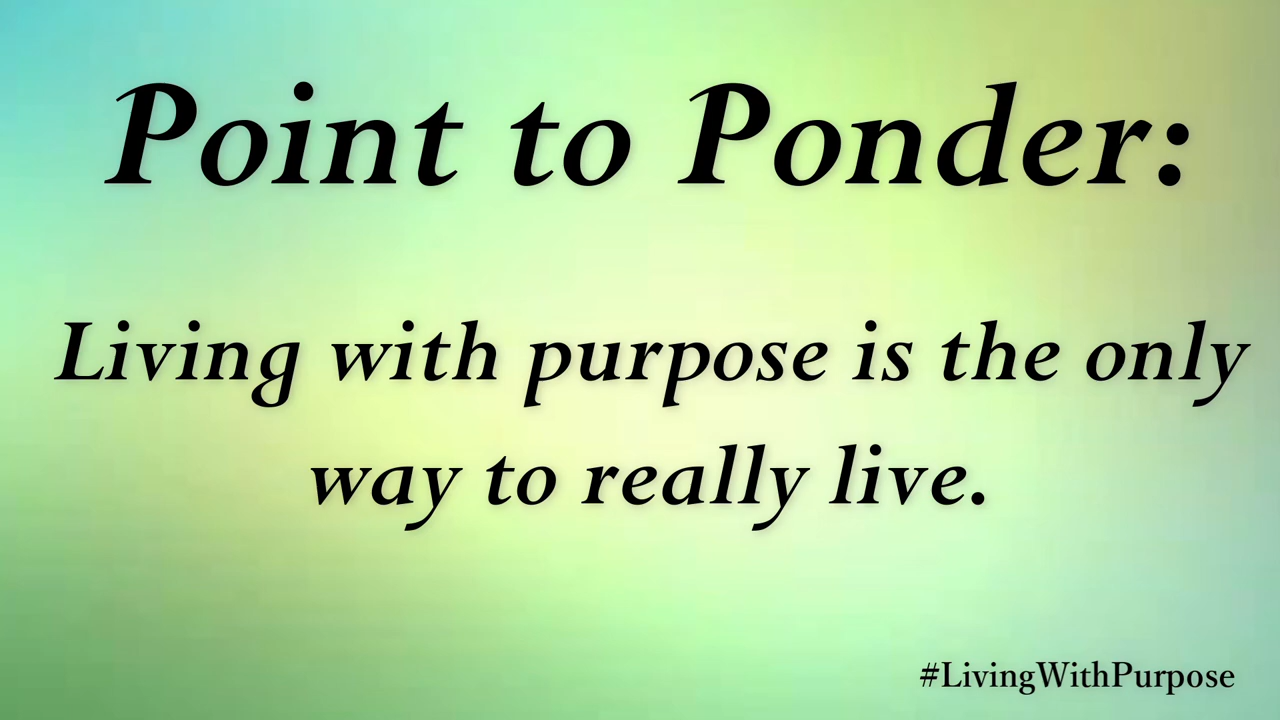 Point to Ponder:
Living with purpose is the only
way to really live.
#LivingWithPurpose